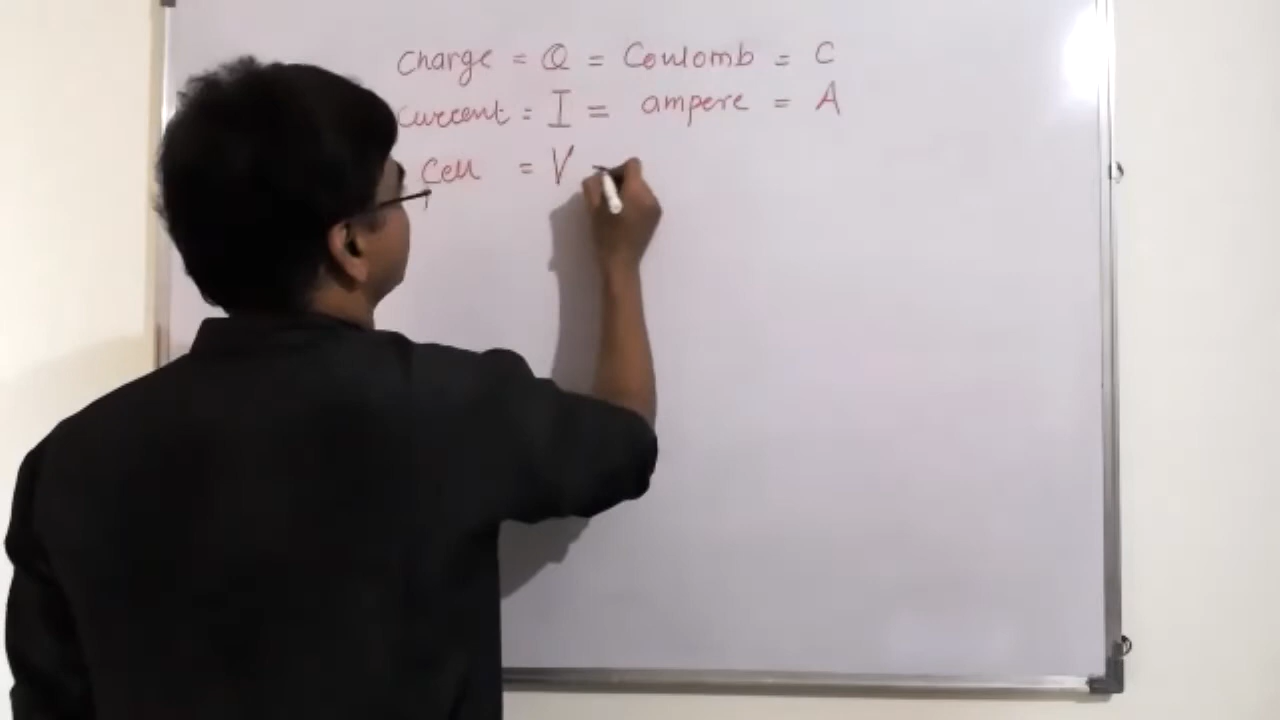 Charge = Q = Coulomb = C
Current = I = ampere = A
Cell = V =